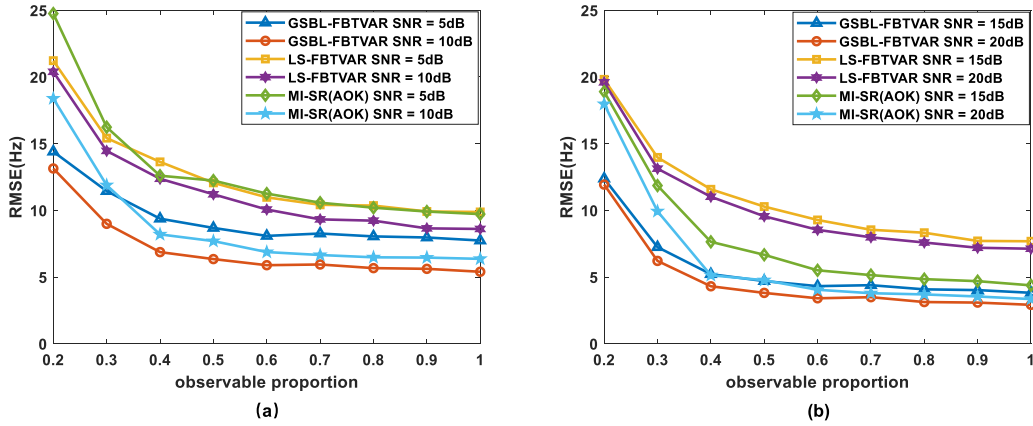 25
20
15
10
5
0
RMSE(Hz)
GSBL-FBTVAR SNR = 5dB
GSBL-FBTVAR SNR = 10dB
LS-FBTVAR SNR = 5dB
LS-FBTVAR SNR = 10dB
MI-SR(AOK) SNR = 5dB
MI-SR(AOK) SNR = 10dB
0.2 0.3 0.4 0.5 0.6 0.7 0.8 0.9 1
observable proportion
(a)
25
20
15
10
5
0
RMSE(Hz)
GSBL-FBTVAR SNR = 15dB
GSBL-FBTVAR SNR = 20dB
LS-FBTVAR SNR = 15dB
LS-FBTVAR SNR = 20dB
MI-SR(AOK) SNR = 15dB
MI-SR(AOK) SNR = 20dB
0.2 0.3 0.4 0.5 0.6 0.7 0.8 0.9 1
observable proportion
(b)